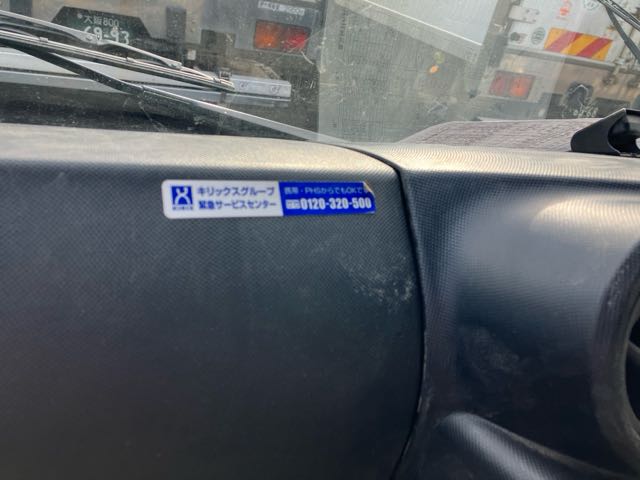 大阪800
キリックスグループ
緊急サービスセンター
携帯・PHSからでもOKで
0120-320-500